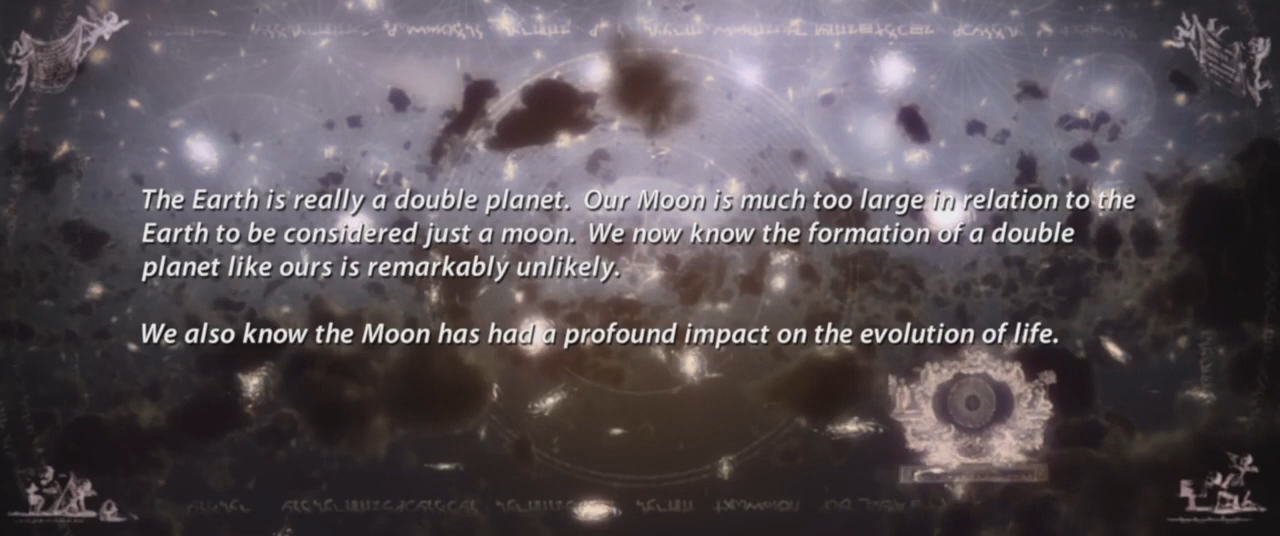 The Earth is really a double planet. Our Moon is much too large in relation to the
Earth to be considered just a moon. We now know the formation of a double
planet like ours is remarkably unlikely.
We also know the Moon has had a profound impact on the evolution of life.